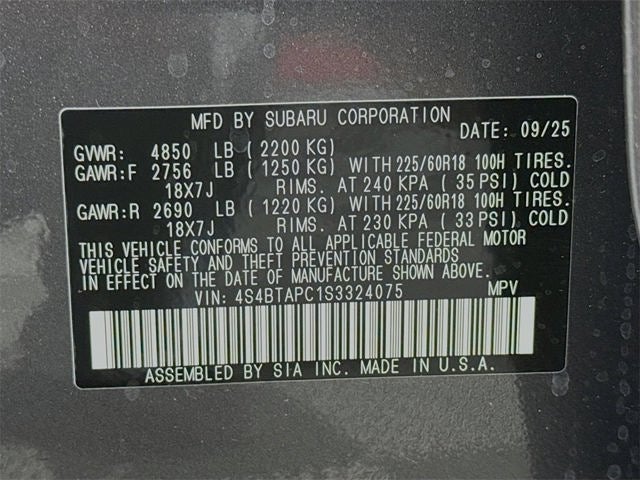 MFD BY SUBARU CORPORATION
DATE: 09/25
GVWR: 4850 LB (2200 KG)
GAWR:F 2756 LB (1250 KG) WITH 225/60R18 100H TIRES.
18X7J RIMS. AT 240 KPA (35 PSI) COLD
GAWR:R 2690 LB (1220 KG) WITH 225/60R18 100H TIRES.
18X7J RIMS. AT 230 KPA (33 PSI) COLD
THIS VEHICLE CONFORMS TO ALL APPLICABLE FEDERAL MOTOR
VEHICLE SAFETY AND THEFT PREVENTION STANDARDS
IN EFFECT ON THE DATE OF MANUFACTURE SHOWN ABOVE.
VIN: 4S4BTAPC1S3324075 MPV
ASSEMBLED BY SIA INC. MADE IN U.S.A.